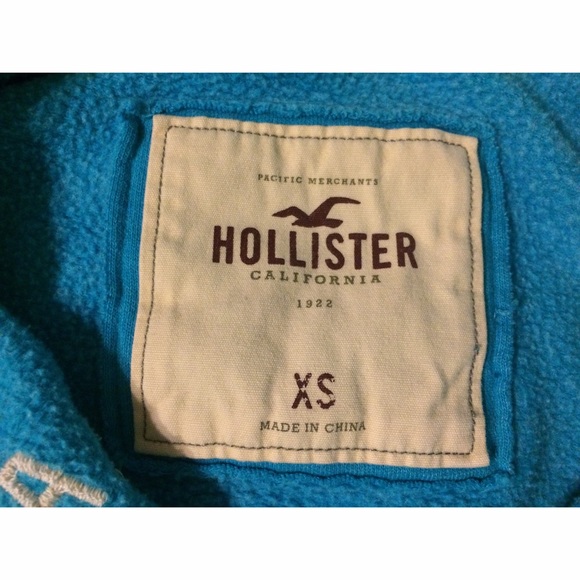 PACIFIC MERCHANTS
HOLLISTER
CALIFORNIA
1922
XS
MADE IN CHINA
A